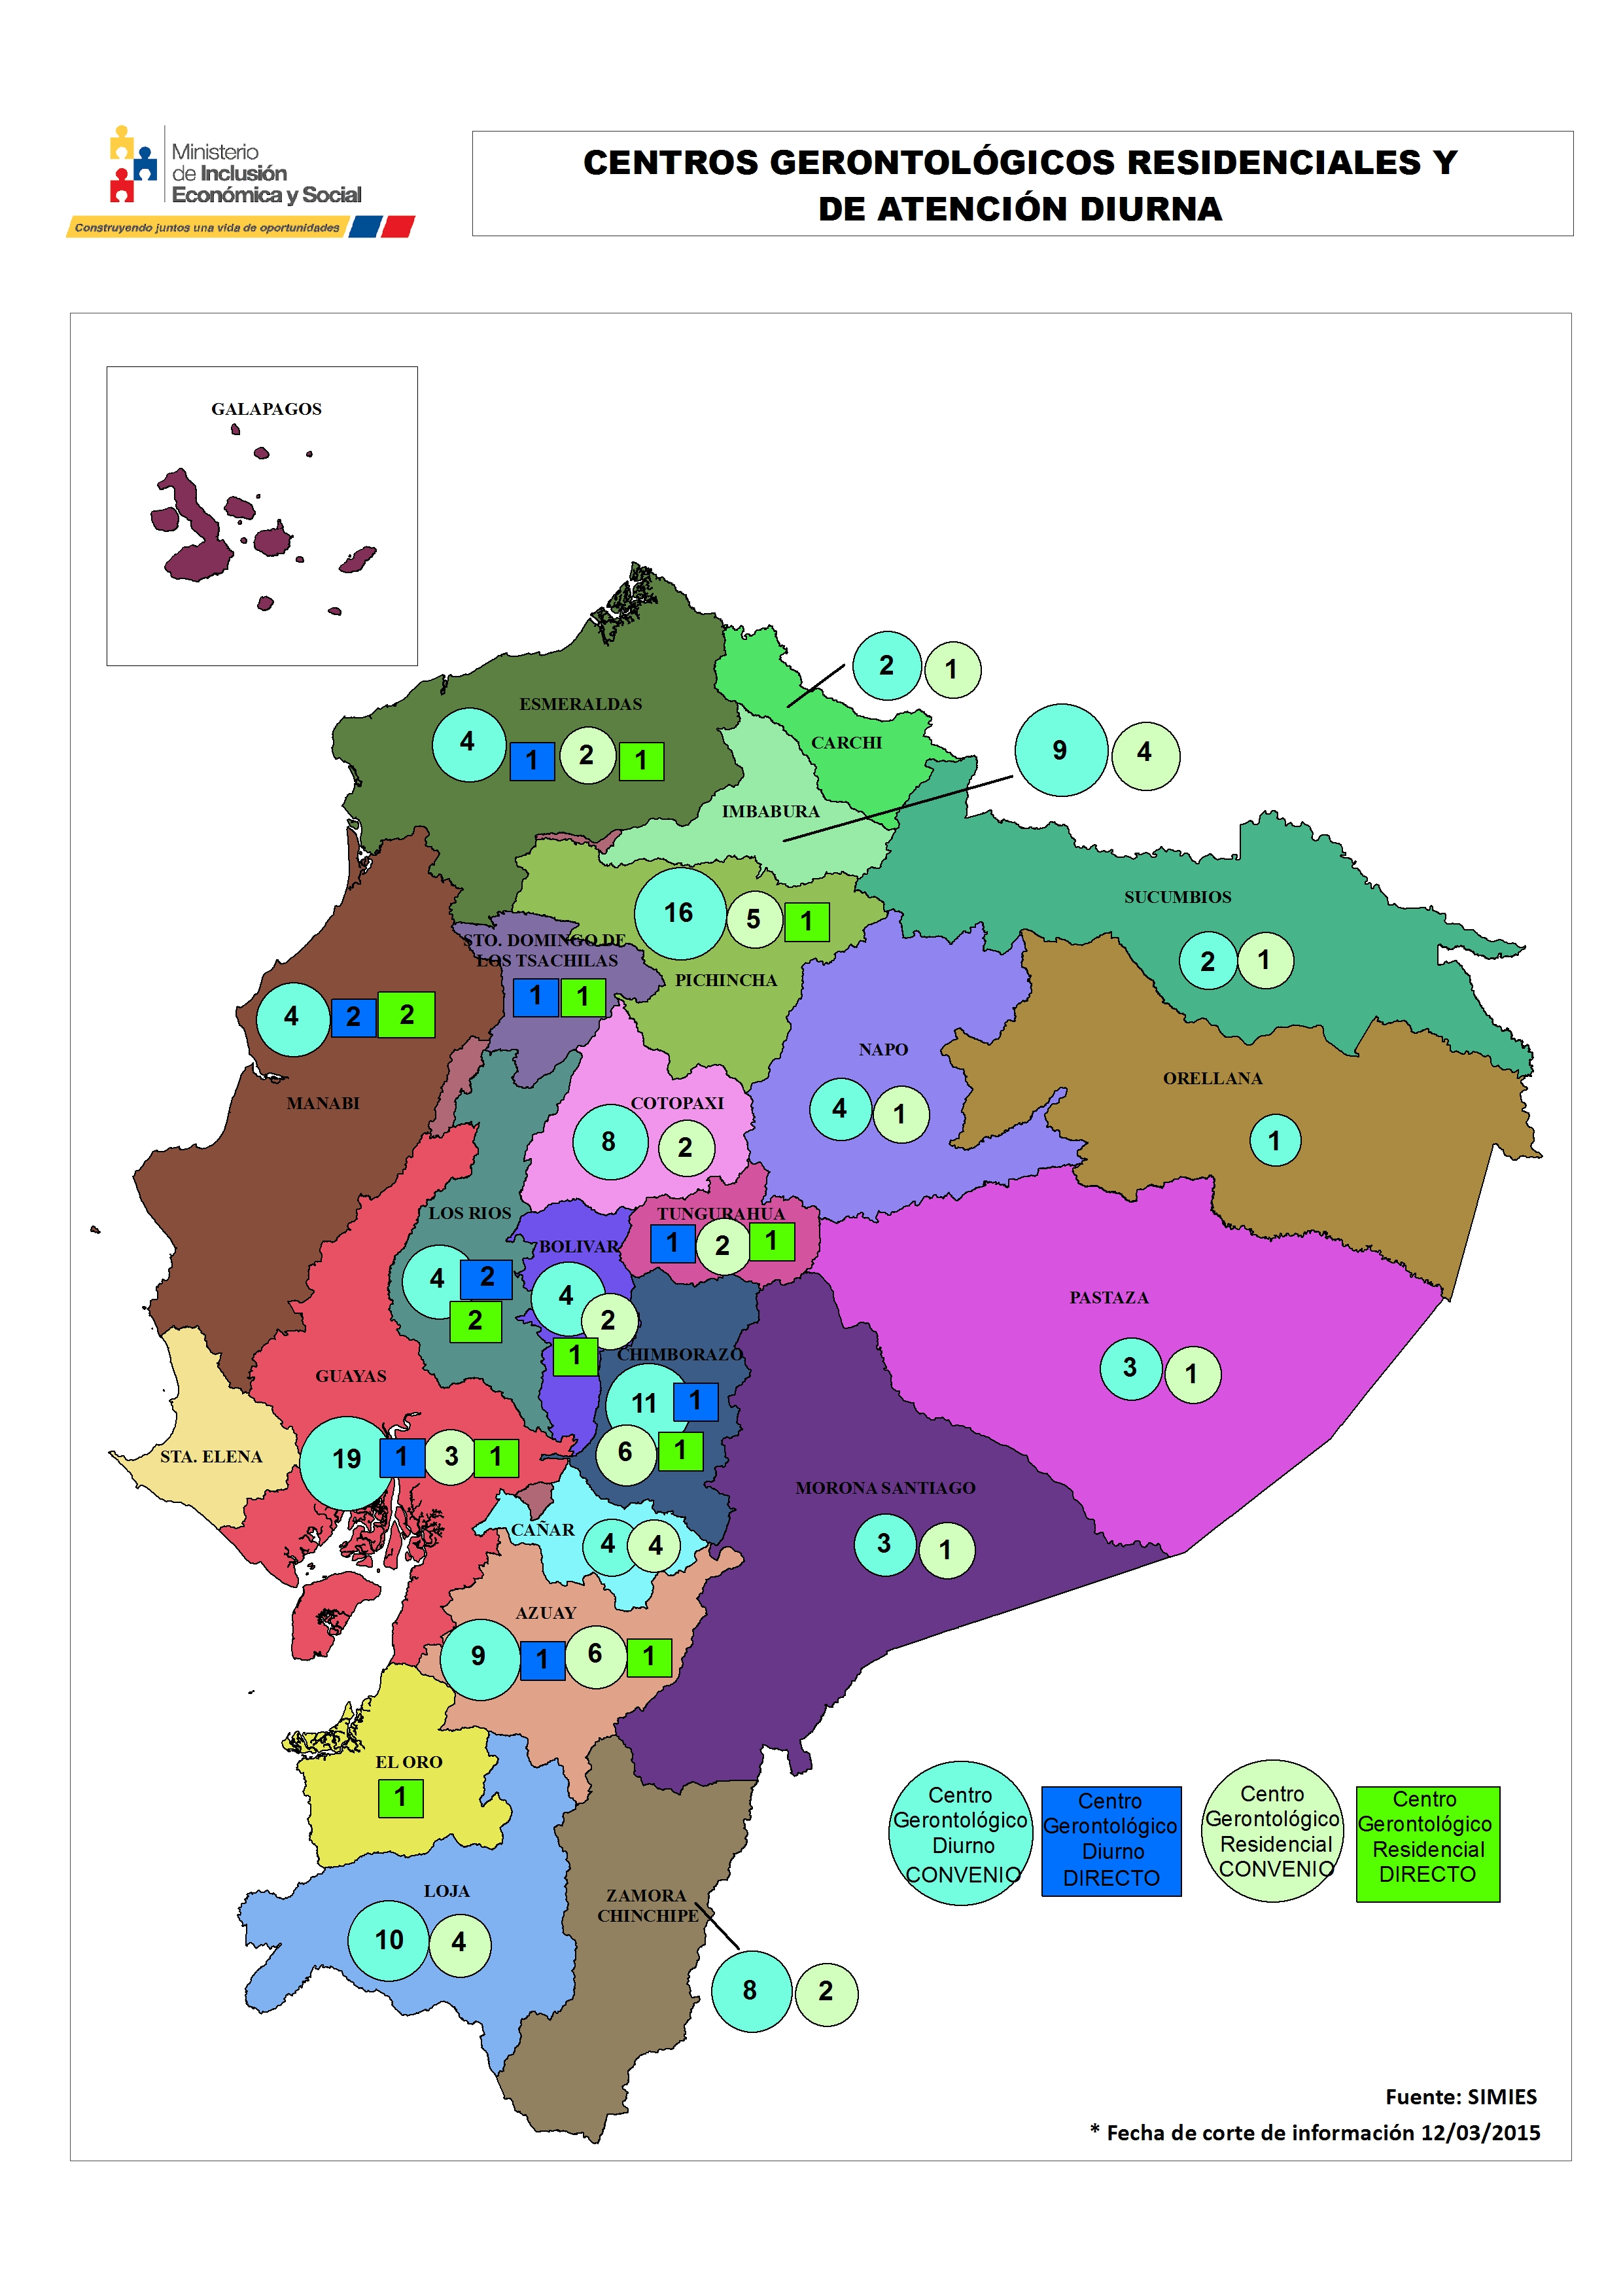 Ministerio
de Inclusión
Económica y Social
Construyendo juntos una vida de oportunidades
CENTROS GERONTOLÓGICOS RESIDENCIALES Y
DE ATENCIÓN DIURNA
GALAPAGOS
2 1
ESMERALDAS
4 1 2 1
CARCHI
9 4
IMBABURA
SUCUMBIOS
16 5 1
STO. DOMINGO DE
LOS TSACHILAS
PICHINCHA
2 1
1 1
4 2 2
NAPO
ORELLANA
MANABI
COTOPAXI
4 1
8 2
1
LOS RIOS
TUNGURAHUA
1 2 1
BOLIVAR
4 2
2
4
2
1
PASTAZA
CHIMBORAZO
3 1
GUAYAS
11 1
6 1
STA. ELENA
19 1 3 1
MORONA SANTIAGO
CAÑAR
4 4
3 1
AZUAY
9 1 6 1
EL ORO
1
Centro
Gerontológico
Diurno
CONVENIO
Centro
Gerontológico
Diurno
DIRECTO
Centro
Gerontológico
Residencial
CONVENIO
Centro
Gerontológico
Residencial
DIRECTO
LOJA
10 4
ZAMORA
CHINCHIPE
8 2
Fuente: SIMIES
* Fecha de corte de información 12/03/2015